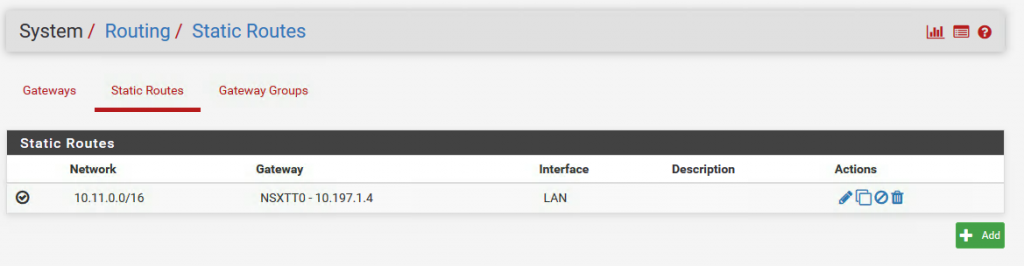 System / Routing / Static Routes
Gateways Static Routes Gateway Groups
Static Routes
Network Gateway Interface Description Actions
10.11.0.0/16 NSXTT0 - 10.197.1.4 LAN
Add